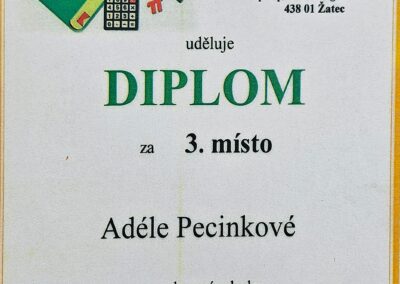 438 01 Žatec
uděluje
DIPLOM
za 3. místo
Adéle Pecinkové